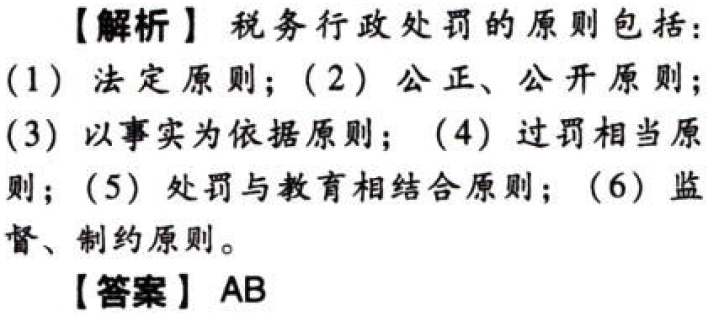 【解析】 税务行政处罚的原则包括：
(1) 法定原则；(2) 公正、公开原则；
(3) 以事实为依据原则； (4) 过罚相当原
则；(5) 处罚与教育相结合原则；(6) 监
督、制约原则。
【答案】 AB